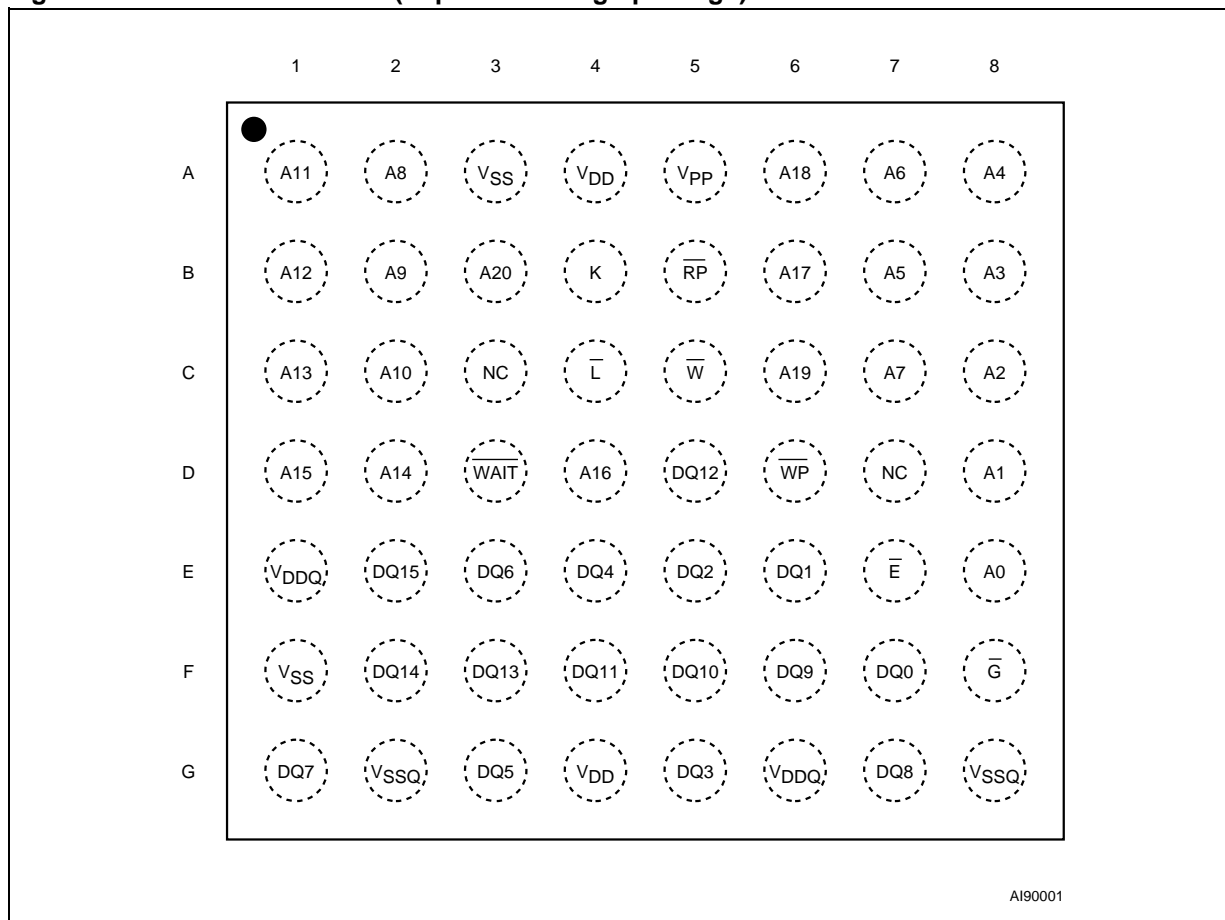 1 2 3 4 5 6 7 8
A A11 A8 VSS VDD VPP A18 A6 A4
B A12 A9 A20 K R̅P̅ A17 A5 A3
C A13 A10 NC L̅ W̅ A19 A7 A2
D A15 A14 W̅A̅I̅T̅ A16 DQ12 W̅P̅ NC A1
E VDDQ DQ15 DQ6 DQ4 DQ2 DQ1 E̅ A0
F VSS DQ14 DQ13 DQ11 DQ10 DQ9 DQ0 G̅
G DQ7 VSSQ DQ5 VDD DQ3 VDDQ DQ8 VSSQ
AI90001